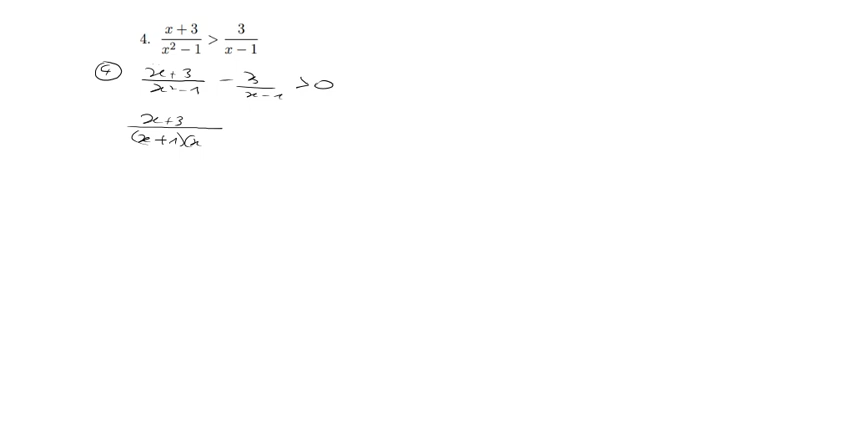 4. (x + 3)/(x² − 1) > 3/(x − 1)
④ (x+3)/(x²−1) − 3/(x−1) > 0
(x+3)/((x+1)(x